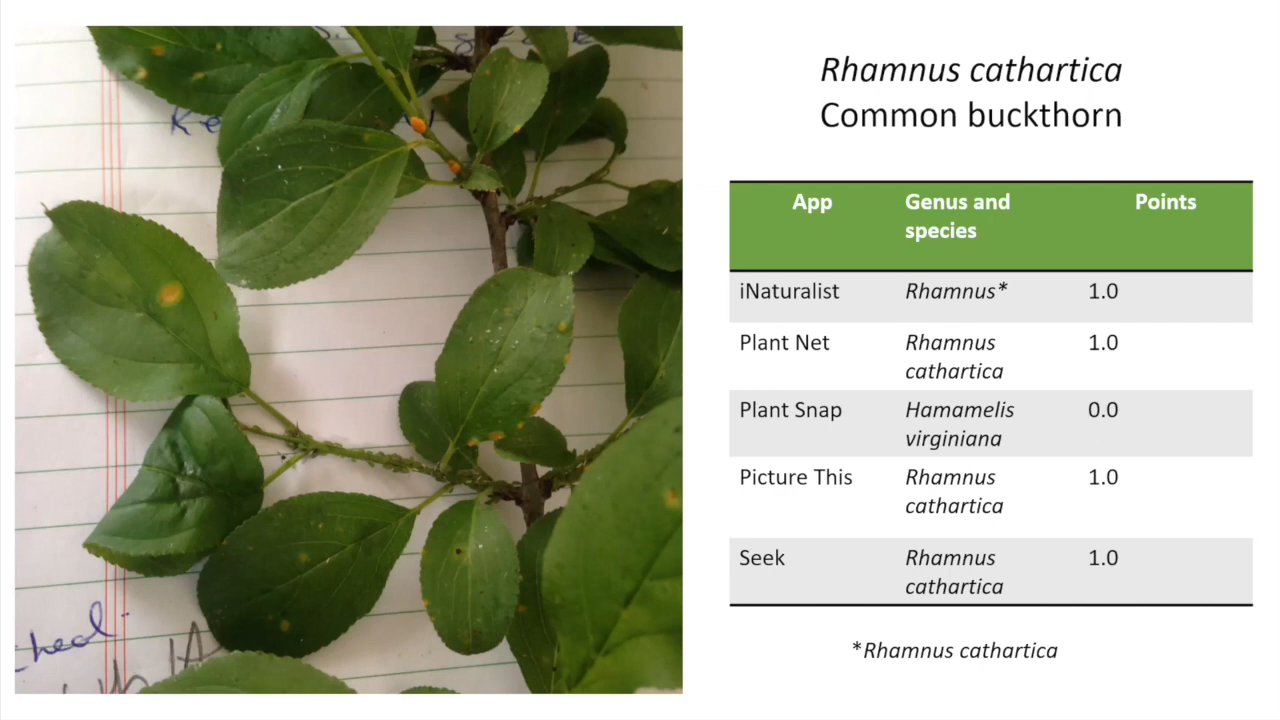 Rhamnus cathartica
Common buckthorn
App Genus and species Points
iNaturalist Rhamnus* 1.0
Plant Net Rhamnus cathartica 1.0
Plant Snap Hamamelis virginiana 0.0
Picture This Rhamnus cathartica 1.0
Seek Rhamnus cathartica 1.0
*Rhamnus cathartica